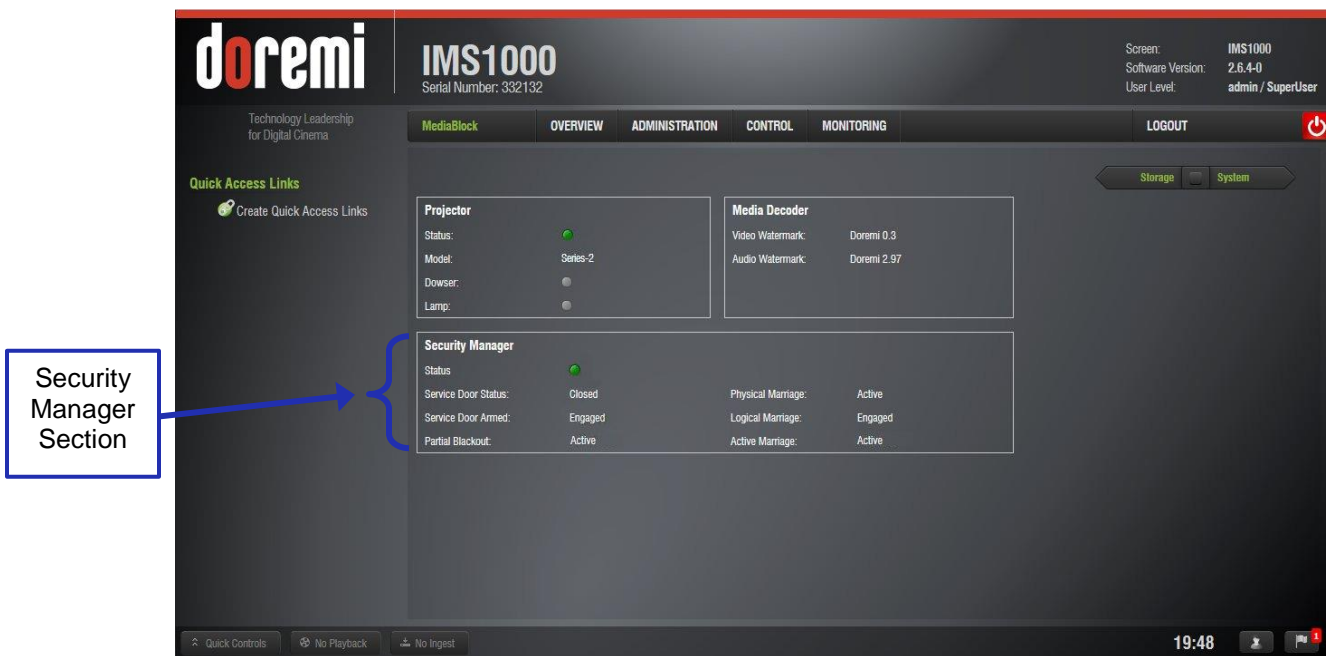 doremi
Technology Leadership
for Digital Cinema
IMS1000
Serial Number: 332132
Screen: IMS1000
Software Version: 2.6.4-0
User Level: admin / SuperUser
MediaBlock OVERVIEW ADMINISTRATION CONTROL MONITORING LOGOUT
Quick Access Links
Create Quick Access Links
Storage System
Projector
Status:
Model: Series-2
Dowser:
Lamp:
Media Decoder
Video Watermark: Doremi 0.3
Audio Watermark: Doremi 2.97
Security
Manager
Section
Security Manager
Status
Service Door Status: Closed Physical Marriage: Active
Service Door Armed: Engaged Logical Marriage: Engaged
Partial Blackout: Active Active Marriage: Active
Quick Controls No Playback No Ingest 19:48 1